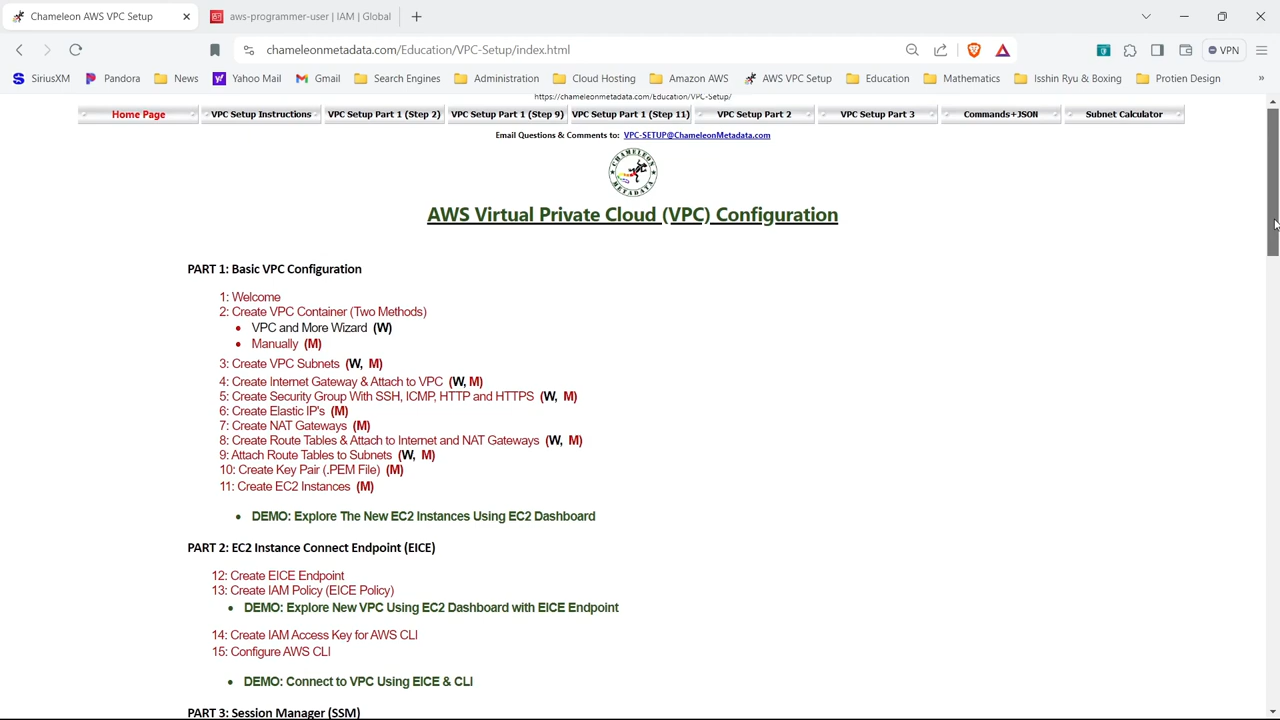 Chameleon AWS VPC Setup
aws-programmer-user | IAM | Global
chameleonmetadata.com/Education/VPC-Setup/index.html
VPN
SiriusXM Pandora News Yahoo Mail Gmail Search Engines Administration Cloud Hosting Amazon AWS AWS VPC Setup Education Mathematics Isshin Ryu & Boxing Protien Design »
https://chameleonmetadata.com/Education/VPC-Setup/
Home Page VPC Setup Instructions VPC Setup Part 1 (Step 2) VPC Setup Part 1 (Step 9) VPC Setup Part 1 (Step 11) VPC Setup Part 2 VPC Setup Part 3 Commands+JSON Subnet Calculator
Email Questions & Comments to: VPC-SETUP@ChameleonMetadata.com
CHAMELEON
METADATA
AWS Virtual Private Cloud (VPC) Configuration
PART 1: Basic VPC Configuration
1: Welcome
2: Create VPC Container (Two Methods)
• VPC and More Wizard (W)
• Manually (M)
3: Create VPC Subnets (W, M)
4: Create Internet Gateway & Attach to VPC (W, M)
5: Create Security Group With SSH, ICMP, HTTP and HTTPS (W, M)
6: Create Elastic IP's (M)
7: Create NAT Gateways (M)
8: Create Route Tables & Attach to Internet and NAT Gateways (W, M)
9: Attach Route Tables to Subnets (W, M)
10: Create Key Pair (.PEM File) (M)
11: Create EC2 Instances (M)
• DEMO: Explore The New EC2 Instances Using EC2 Dashboard
PART 2: EC2 Instance Connect Endpoint (EICE)
12: Create EICE Endpoint
13: Create IAM Policy (EICE Policy)
• DEMO: Explore New VPC Using EC2 Dashboard with EICE Endpoint
14: Create IAM Access Key for AWS CLI
15: Configure AWS CLI
• DEMO: Connect to VPC Using EICE & CLI
PART 3: Session Manager (SSM)